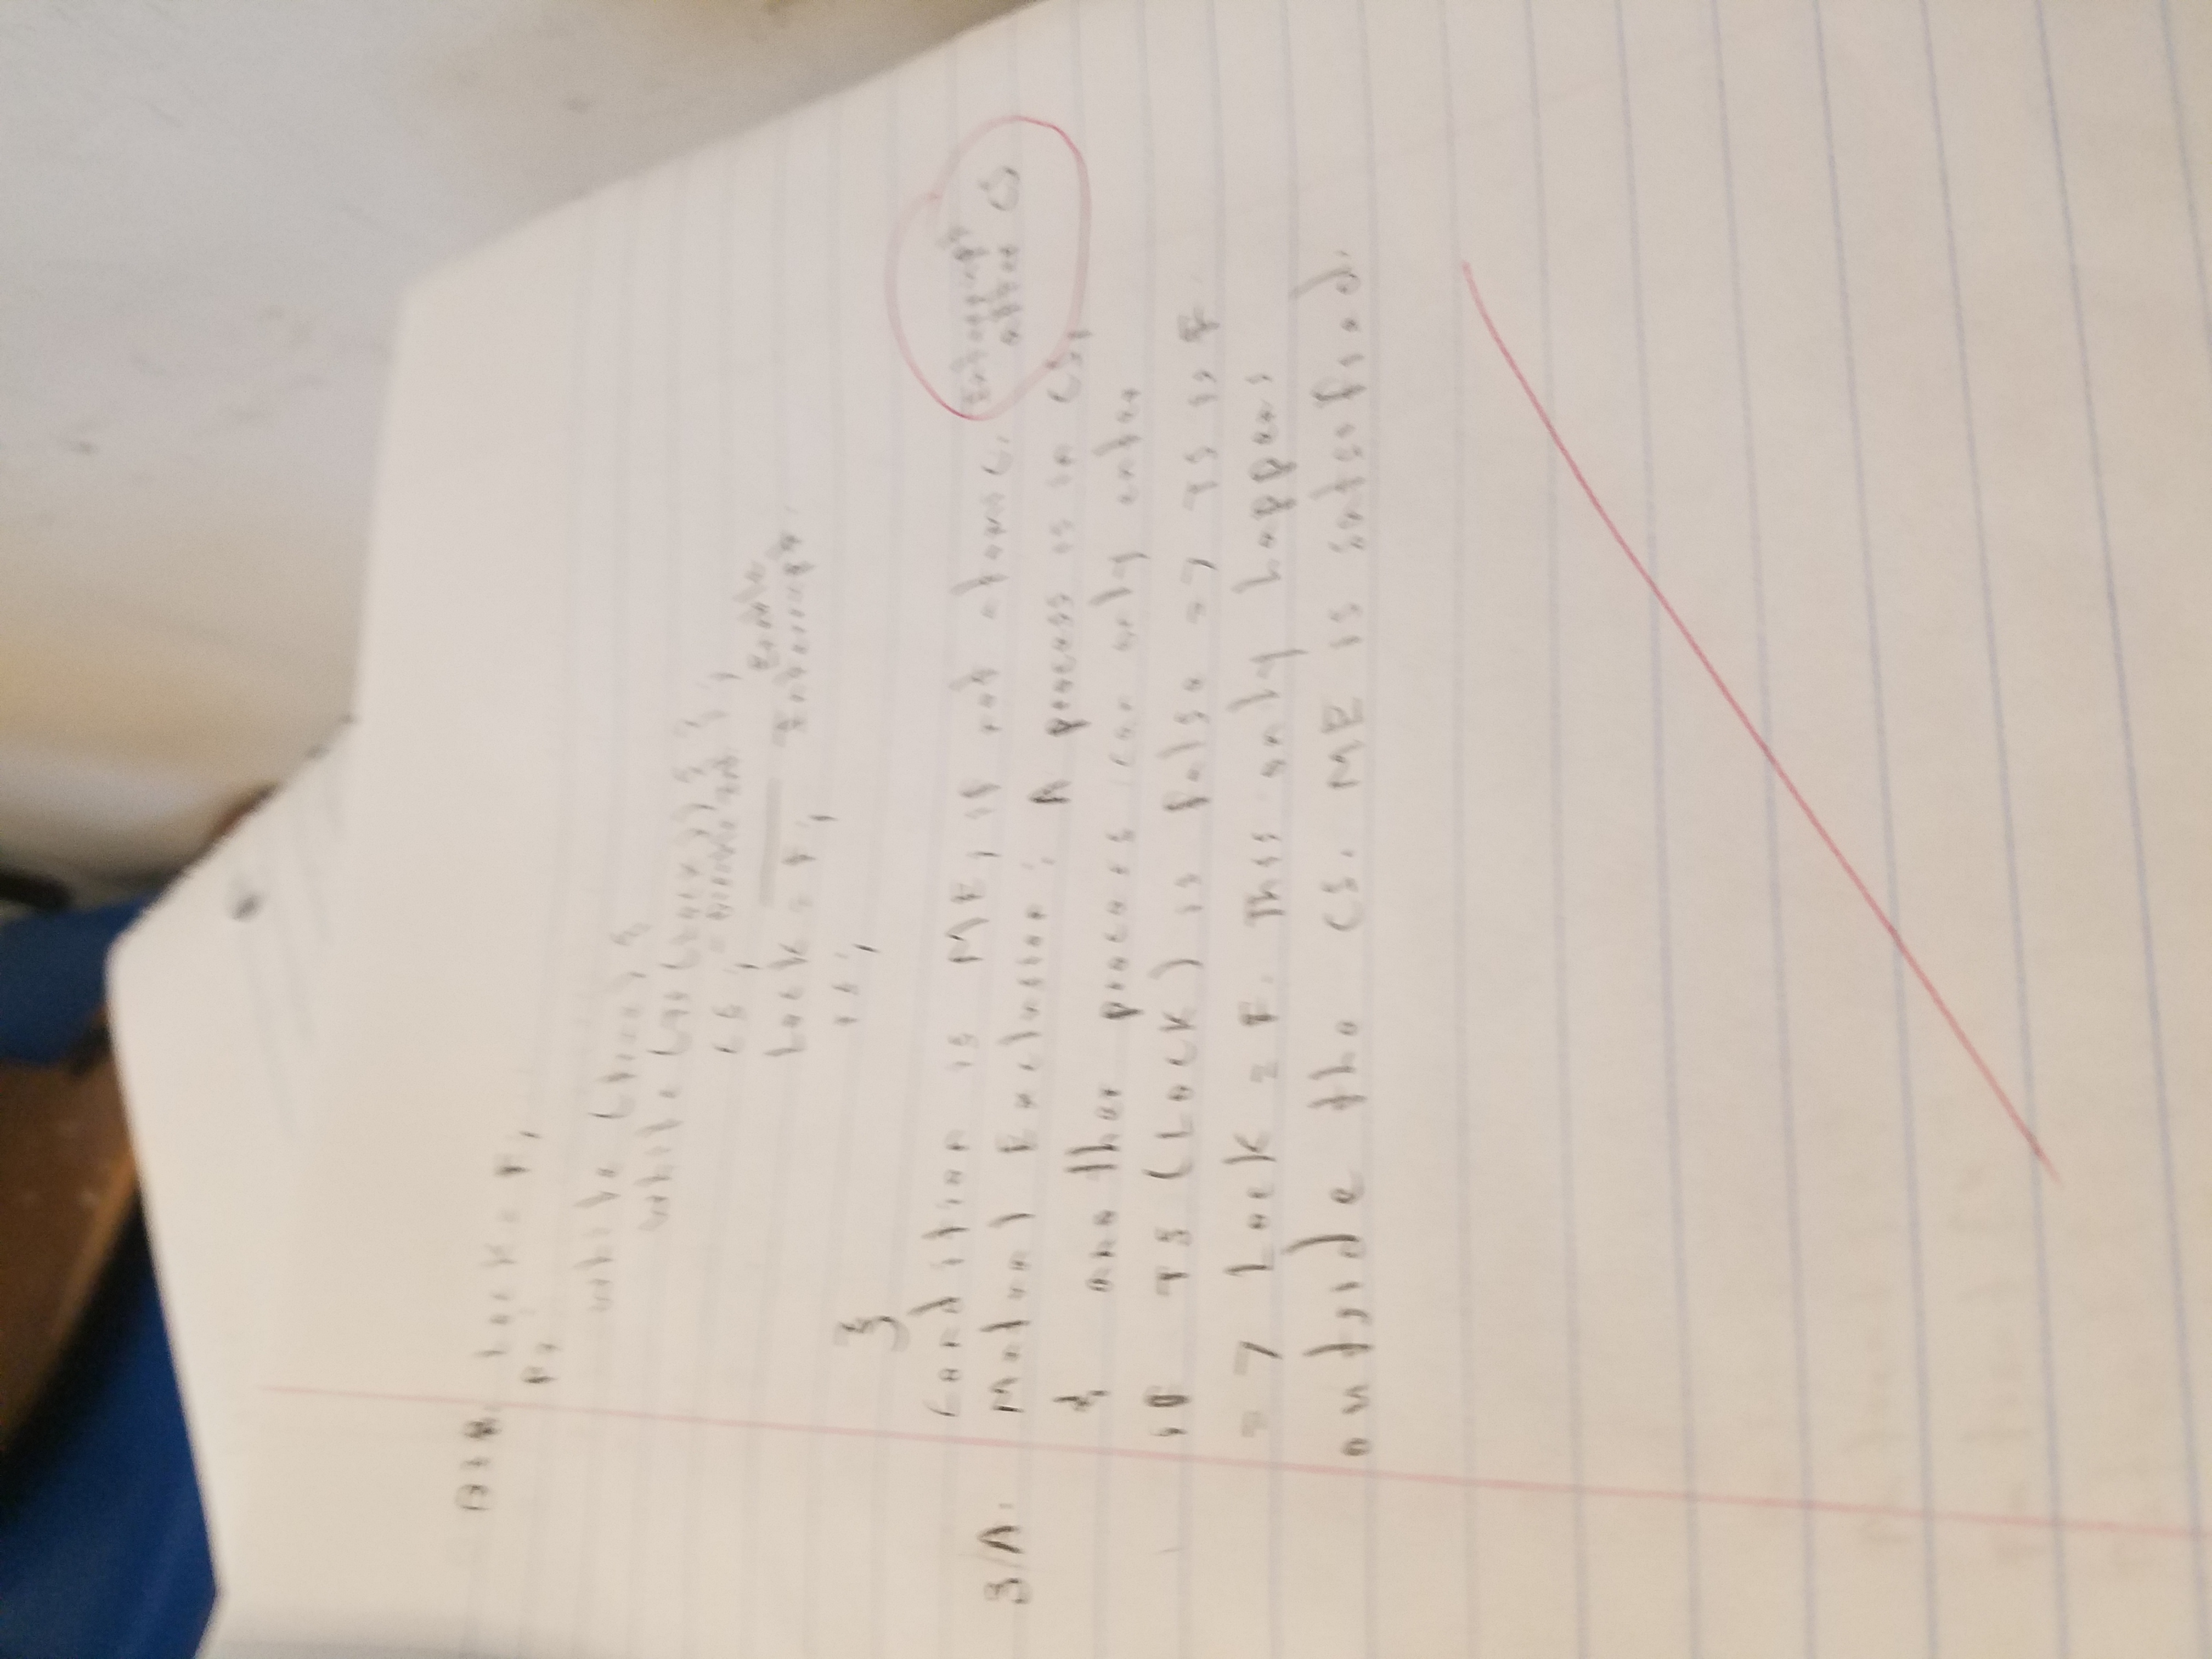 Lock = F;
while (true) {
while (TS (Lock)) { } ;
CS ; - Disable Int.
Lock = F; Enable Interrupt.
RS;
}
Condition is ME, if not atomic. Interrupt after CS
3A. Mutual Exclusion: A process is in CS,
& another process can only enter
if TS (Lock) is false => TS is F
=> Lock = F. This only happens
outside the CS. ME is satisfied.